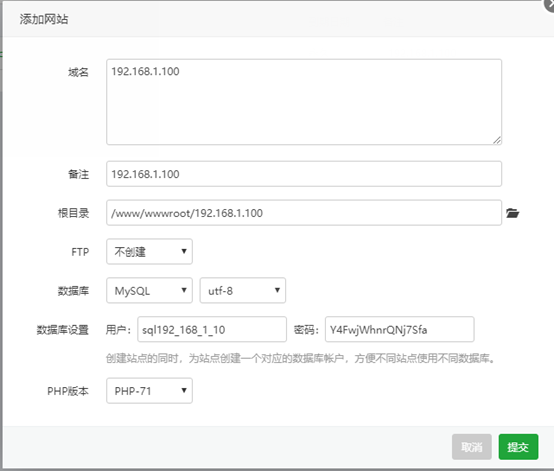 添加网站
域名
192.168.1.100
备注
192.168.1.100
根目录
/www/wwwroot/192.168.1.100
FTP
不创建
数据库
MySQL
utf-8
数据库设置
用户：
sql192_168_1_10
密码：
Y4FwjWhnrQNj7Sfa
创建站点的同时，为站点创建一个对应的数据库帐户，方便不同站点使用不同数据库。
PHP版本
PHP-71
取消
提交